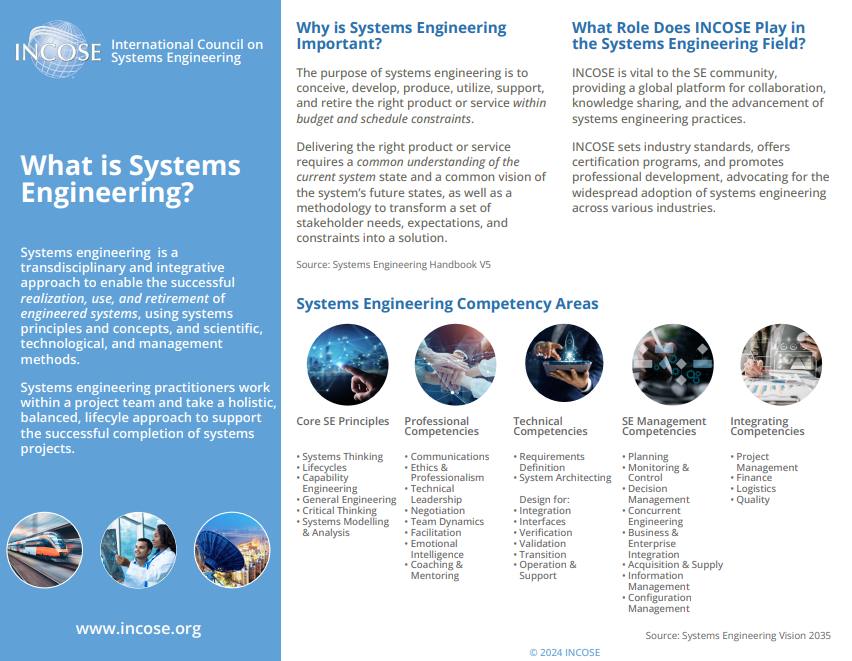 INCOSE
International Council on
Systems Engineering
What is Systems
Engineering?
Systems engineering is a
transdisciplinary and integrative
approach to enable the successful
realization, use, and retirement of
engineered systems, using systems
principles and concepts, and scientific,
technological, and management
methods.
Systems engineering practitioners work
within a project team and take a holistic,
balanced, lifecyle approach to support
the successful completion of systems
projects.
www.incose.org
Why is Systems Engineering
Important?
The purpose of systems engineering is to
conceive, develop, produce, utilize, support,
and retire the right product or service within
budget and schedule constraints.
Delivering the right product or service
requires a common understanding of the
current system state and a common vision of
the system's future states, as well as a
methodology to transform a set of
stakeholder needs, expectations, and
constraints into a solution.
Source: Systems Engineering Handbook V5
What Role Does INCOSE Play in
the Systems Engineering Field?
INCOSE is vital to the SE community,
providing a global platform for collaboration,
knowledge sharing, and the advancement of
systems engineering practices.
INCOSE sets industry standards, offers
certification programs, and promotes
professional development, advocating for the
widespread adoption of systems engineering
across various industries.
Systems Engineering Competency Areas
Core SE Principles
• Systems Thinking
• Lifecycles
• Capability
Engineering
• General Engineering
• Critical Thinking
• Systems Modelling
& Analysis
Professional
Competencies
• Communications
• Ethics &
Professionalism
• Technical
Leadership
• Negotiation
• Team Dynamics
• Facilitation
• Emotional
Intelligence
• Coaching &
Mentoring
Technical
Competencies
• Requirements
Definition
• System Architecting
Design for:
• Integration
• Interfaces
• Verification
• Validation
• Transition
• Operation &
Support
SE Management
Competencies
• Planning
• Monitoring &
Control
• Decision
Management
• Concurrent
Engineering
• Business &
Enterprise
Integration
• Acquisition & Supply
• Information
Management
• Configuration
Management
Integrating
Competencies
• Project
Management
• Finance
• Logistics
• Quality
Source: Systems Engineering Vision 2035
© 2024 INCOSE